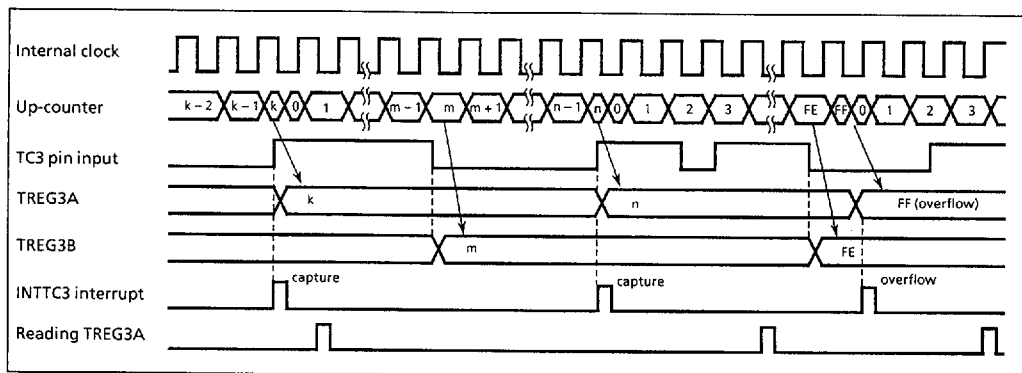 Internal clock
Up-counter k-2 k-1 k 0 1 m-1 m m+1 n-1 n 0 1 2 3 FE FF 0 1 2 3
TC3 pin input
TREG3A k n FF (overflow)
TREG3B m FE
capture capture overflow
INTTC3 interrupt
Reading TREG3A